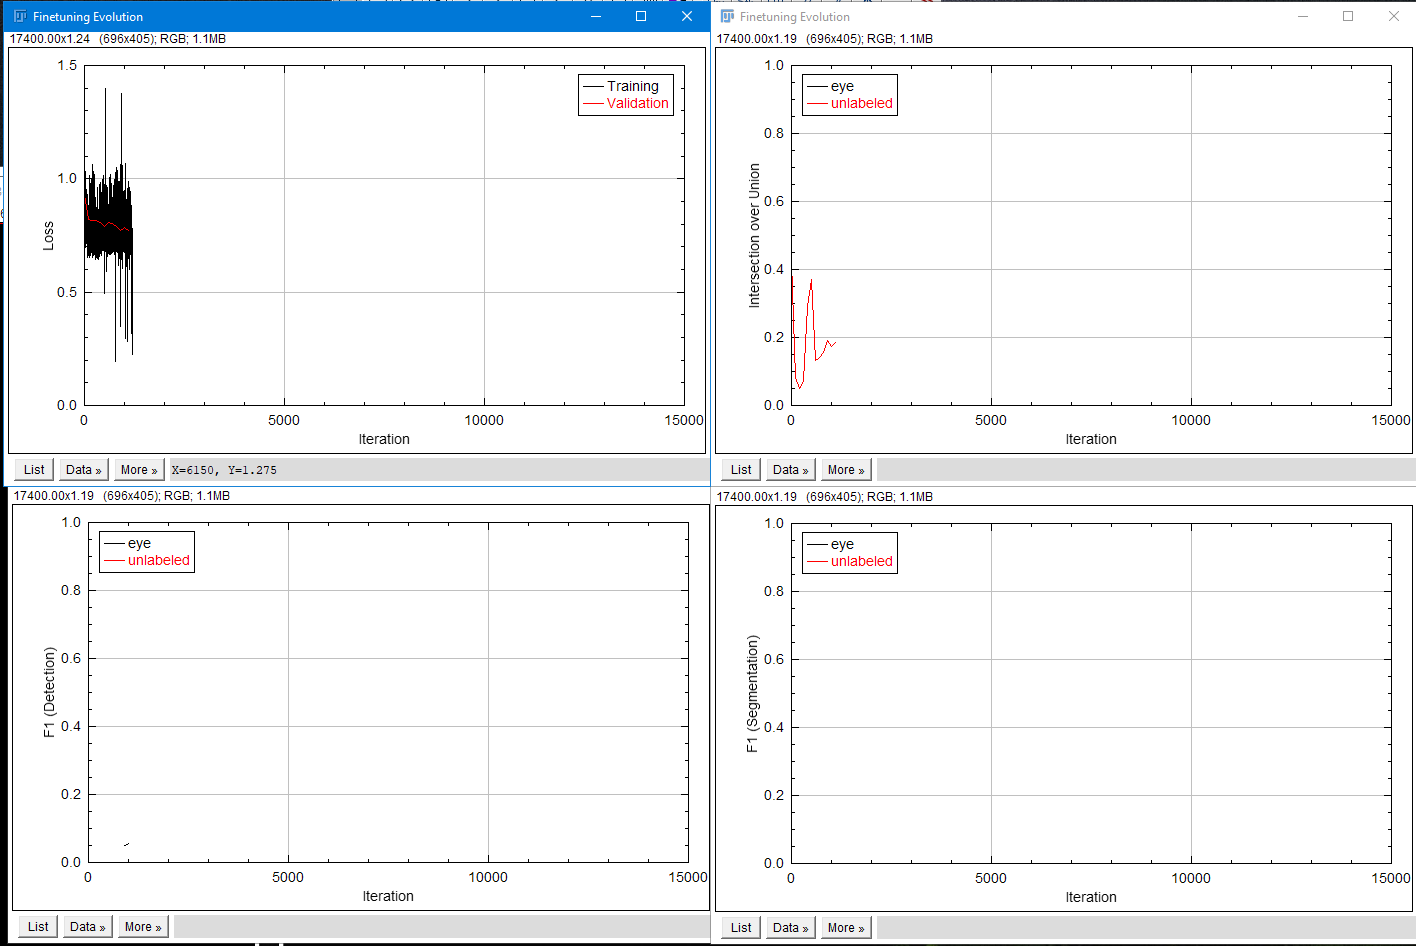 Finetuning Evolution
17400.00x1.24 (696x405); RGB; 1.1MB
1.5
1.0
0.5
0.0
Loss
Training
Validation
0 5000 10000 15000
Iteration
List Data » More » X=6150, Y=1.275
Finetuning Evolution
17400.00x1.19 (696x405); RGB; 1.1MB
1.0
0.8
0.6
0.4
0.2
0.0
Intersection over Union
eye
unlabeled
0 5000 10000 15000
Iteration
List Data » More »
17400.00x1.19 (696x405); RGB; 1.1MB
1.0
0.8
0.6
0.4
0.2
0.0
F1 (Detection)
eye
unlabeled
0 5000 10000 15000
Iteration
List Data » More »
17400.00x1.19 (696x405); RGB; 1.1MB
1.0
0.8
0.6
0.4
0.2
0.0
F1 (Segmentation)
eye
unlabeled
0 5000 10000 15000
Iteration
List Data » More »